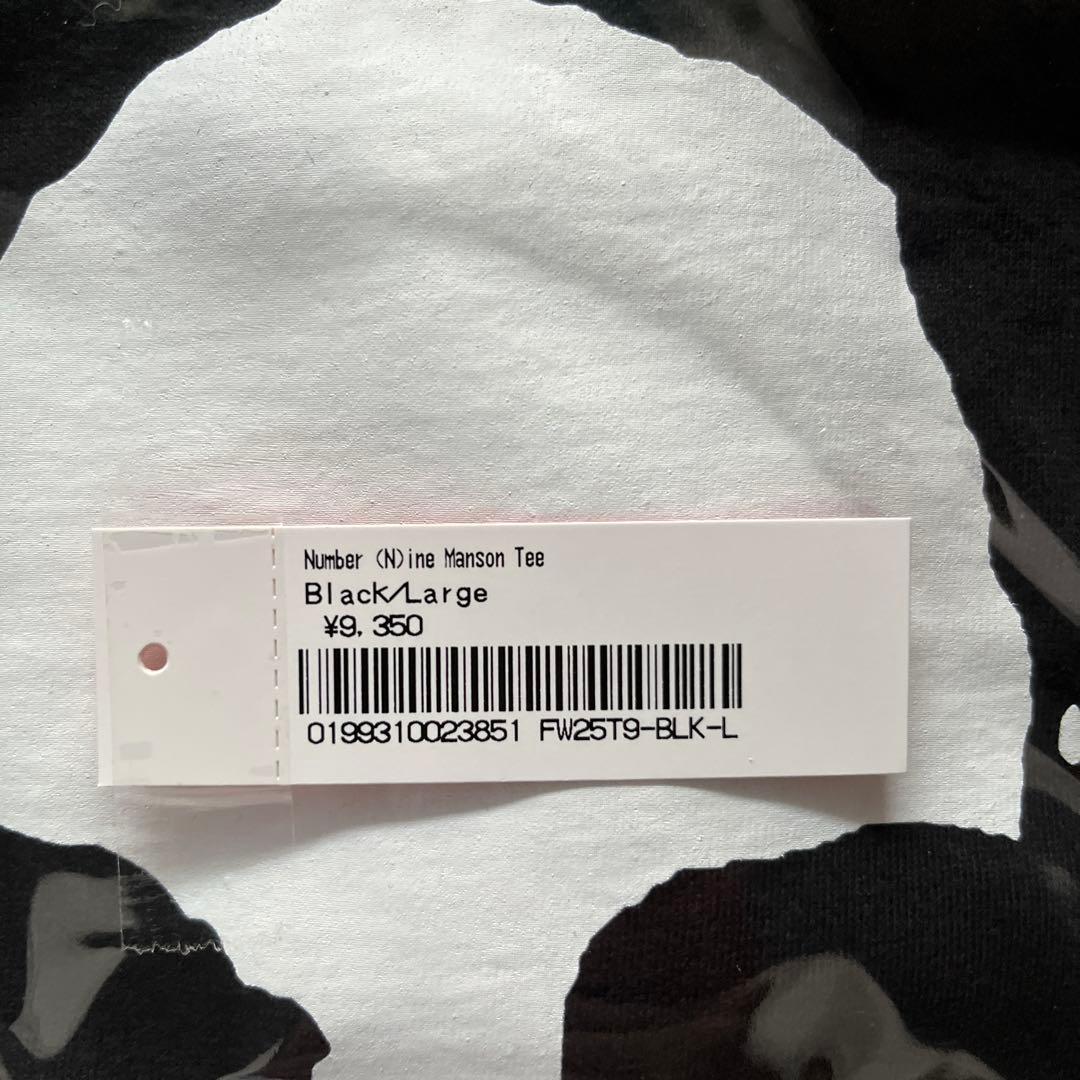 Number (N)ine Manson Tee
Black/Large
¥9,350
0199310023851 FW25T9-BLK-L